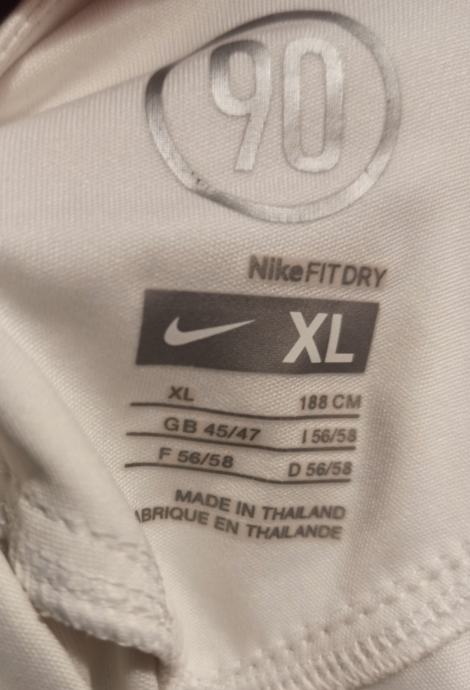 90
NikeFITDRY
XL
XL 188 CM
GB 45/47 I 56/58
F 56/58 D 56/58
MADE IN THAILAND
ABRIQUE EN THAILANDE